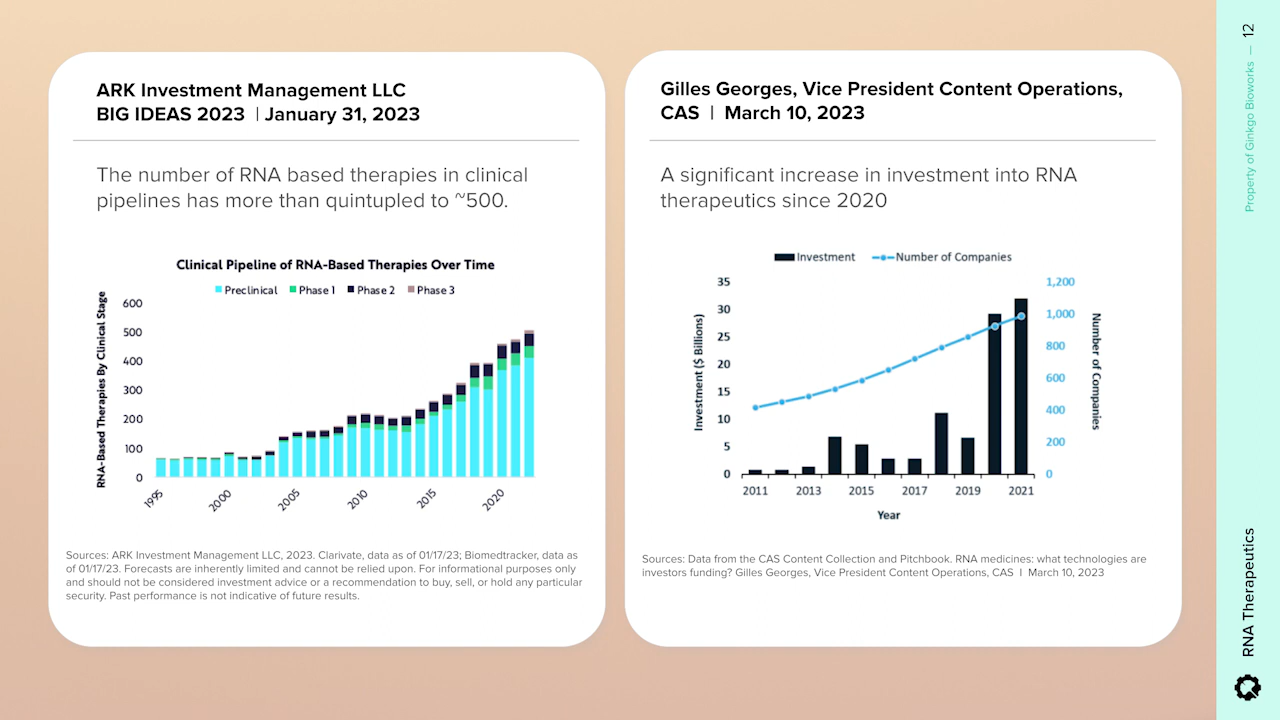 ARK Investment Management LLC
BIG IDEAS 2023 | January 31, 2023
The number of RNA based therapies in clinical
pipelines has more than quintupled to ~500.
Clinical Pipeline of RNA-Based Therapies Over Time
Preclinical Phase 1 Phase 2 Phase 3
RNA-Based Therapies By Clinical Stage
600
500
400
300
200
100
0
1995 2000 2005 2010 2015 2020
Sources: ARK Investment Management LLC, 2023. Clarivate, data as of 01/17/23; Biomedtracker, data as
of 01/17/23. Forecasts are inherently limited and cannot be relied upon. For informational purposes only
and should not be considered investment advice or a recommendation to buy, sell, or hold any particular
security. Past performance is not indicative of future results.
Gilles Georges, Vice President Content Operations,
CAS | March 10, 2023
A significant increase in investment into RNA
therapeutics since 2020
Investment Number of Companies
Investment ($ Billions)
35
30
25
20
15
10
5
0
1,200
1,000
800
600
400
200
0
Number of Companies
2011 2013 2015 2017 2019 2021
Year
Sources: Data from the CAS Content Collection and Pitchbook. RNA medicines: what technologies are
investors funding? Gilles Georges, Vice President Content Operations, CAS | March 10, 2023
Property of Ginkgo Bioworks — 12
RNA Therapeutics